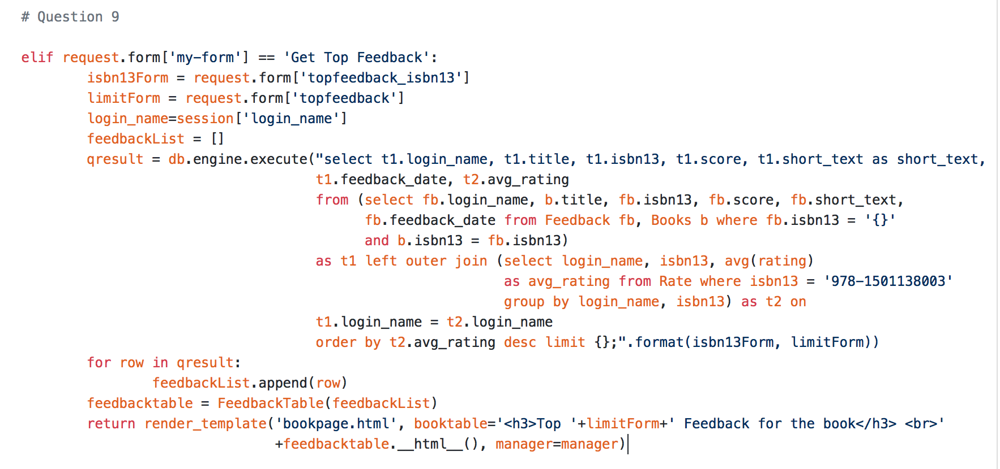 # Question 9
elif request.form['my-form'] == 'Get Top Feedback':
isbn13Form = request.form['topfeedback_isbn13']
limitForm = request.form['topfeedback']
login_name=session['login_name']
feedbackList = []
qresult = db.engine.execute("select t1.login_name, t1.title, t1.isbn13, t1.score, t1.short_text as short_text,
t1.feedback_date, t2.avg_rating
from (select fb.login_name, b.title, fb.isbn13, fb.score, fb.short_text,
fb.feedback_date from Feedback fb, Books b where fb.isbn13 = '{}'
and b.isbn13 = fb.isbn13)
as t1 left outer join (select login_name, isbn13, avg(rating)
as avg_rating from Rate where isbn13 = '978-1501138003'
group by login_name, isbn13) as t2 on
t1.login_name = t2.login_name
order by t2.avg_rating desc limit {};".format(isbn13Form, limitForm))
for row in qresult:
feedbackList.append(row)
feedbacktable = FeedbackTable(feedbackList)
return render_template('bookpage.html', booktable='<h3>Top '+limitForm+' Feedback for the book</h3> <br>'
+feedbacktable.__html__(), manager=manager)